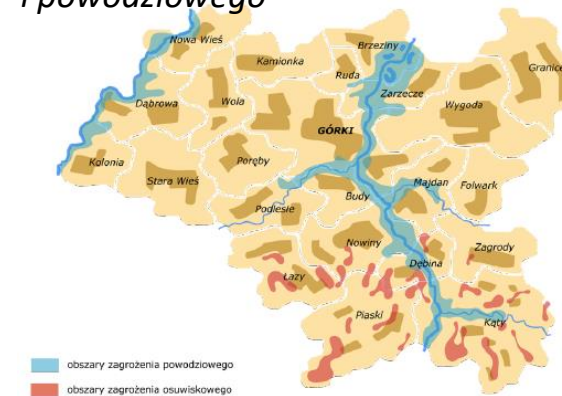 i powodziowego
Nowa Wieś
Brzeziny
Kamionka
Granice
Ruda
Zarzecze
Dąbrowa
Wola
Wygoda
GÓRKI
Kolonia
Poręby
Stara Wieś
Majdan
Folwark
Budy
Podlesie
Nowiny
Zagrody
Dębina
Łazy
Piaski
Kąty
obszary zagrożenia powodziowego
obszary zagrożenia osuwiskowego